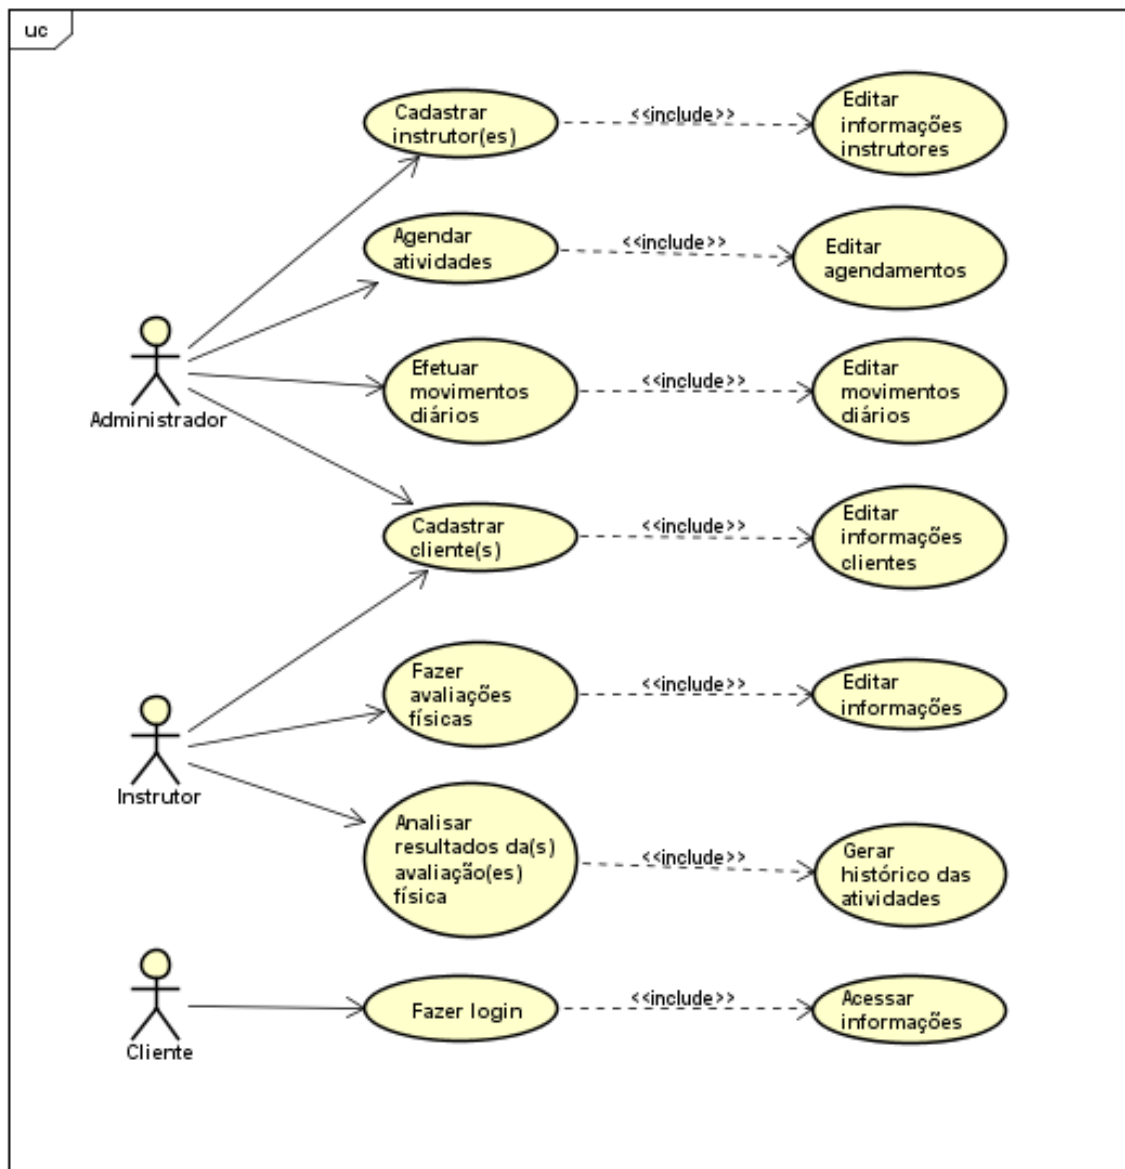 uc
Cadastrar
instrutor(es)
<<include>>
Editar
informações
instrutores
Agendar
atividades
<<include>>
Editar
agendamentos
Administrador
Efetuar
movimentos
diários
<<include>>
Editar
movimentos
diários
Cadastrar
cliente(s)
<<include>>
Editar
informações
clientes
Instrutor
Fazer
avaliações
físicas
<<include>>
Editar
informações
Analisar
resultados da(s)
avaliação(es)
física
<<include>>
Gerar
histórico das
atividades
Cliente
Fazer login
<<include>>
Acessar
informações